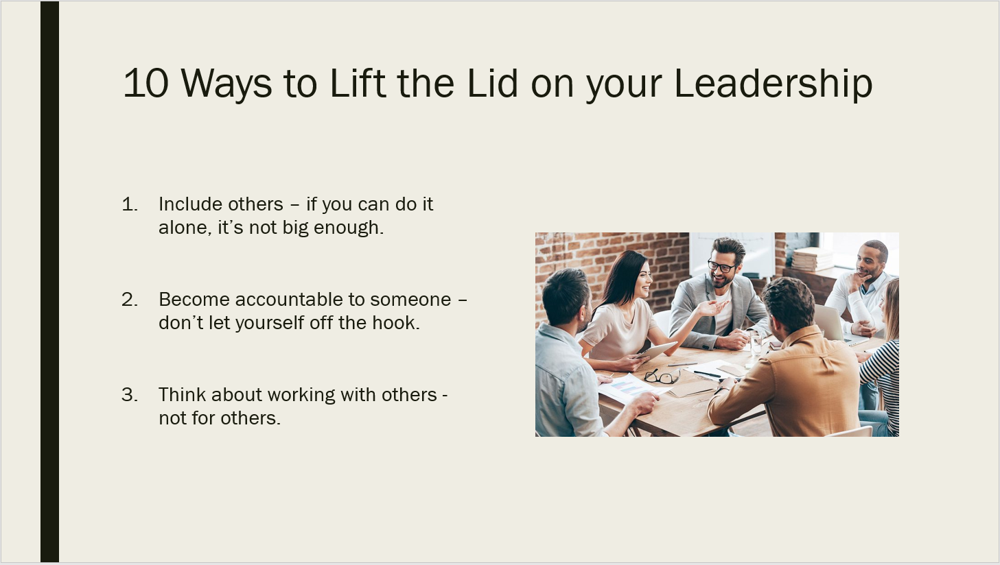 10 Ways to Lift the Lid on your Leadership
1. Include others – if you can do it
alone, it’s not big enough.
2. Become accountable to someone –
don’t let yourself off the hook.
3. Think about working with others -
not for others.